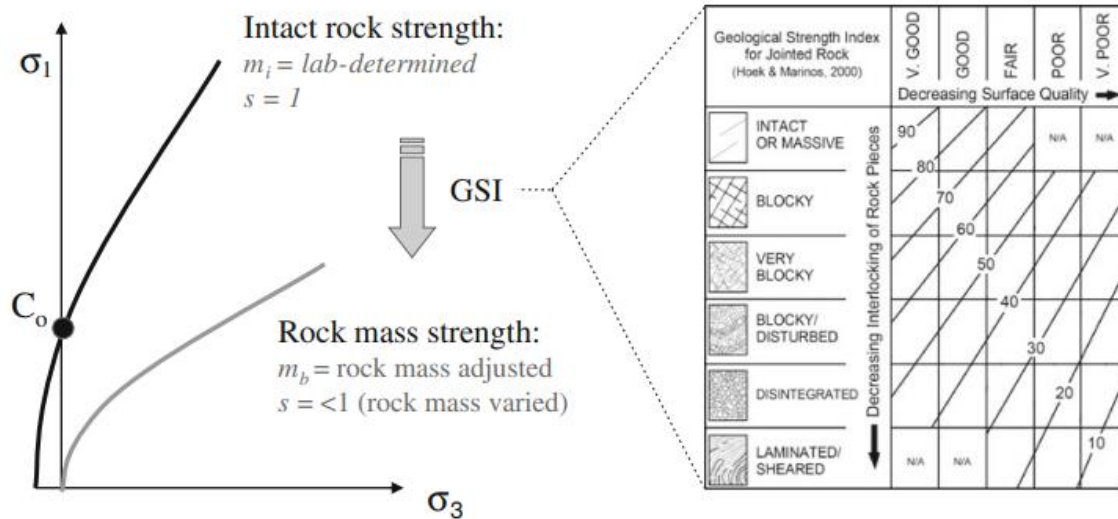 σ1
Intact rock strength:
mi = lab-determined
s = 1
GSI
Co
Rock mass strength:
mb = rock mass adjusted
s = <1 (rock mass varied)
σ3
Geological Strength Index
for Jointed Rock
(Hoek & Marinos, 2000)
V. GOOD
GOOD
FAIR
POOR
V. POOR
Decreasing Surface Quality
Decreasing Interlocking of Rock Pieces
INTACT
OR MASSIVE
BLOCKY
VERY
BLOCKY
BLOCKY/
DISTURBED
DISINTEGRATED
LAMINATED/
SHEARED
90
N/A
N/A
80
70
60
50
40
30
20
10
N/A
N/A